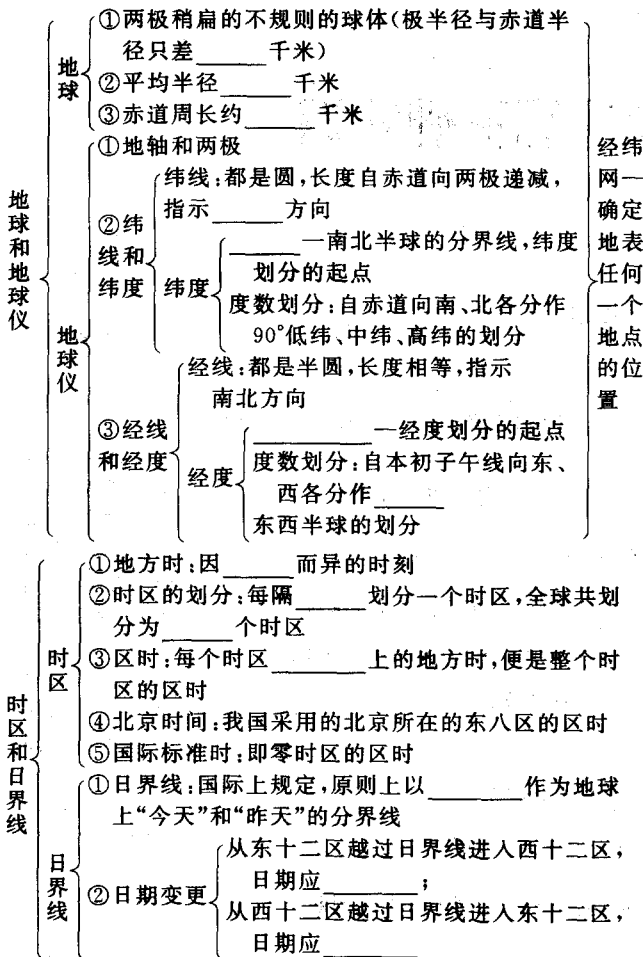 地球和地球仪
地球
①两极稍扁的不规则的球体(极半径与赤道半
径只差______千米)
②平均半径______千米
③赤道周长约______千米
地球仪
①地轴和两极
②纬线和纬度
纬线:都是圆,长度自赤道向两极递减,
指示______方向
纬度
______—南北半球的分界线,纬度
划分的起点
度数划分:自赤道向南、北各分作
90°低纬、中纬、高纬的划分
③经线和经度
经线:都是半圆,长度相等,指示
南北方向
经度
__________—经度划分的起点
度数划分:自本初子午线向东、
西各分作______
东西半球的划分
经纬网—确定地表任何一个地点的位置
时区和日界线
时区
①地方时:因______而异的时刻
②时区的划分:每隔______划分一个时区,全球共划
分为______个时区
③区时:每个时区__________上的地方时,便是整个时
区的区时
④北京时间:我国采用的北京所在的东八区的区时
⑤国际标准时:即零时区的区时
日界线
①日界线:国际上规定,原则上以________作为地球
上“今天”和“昨天”的分界线
②日期变更
从东十二区越过日界线进入西十二区,
日期应________;
从西十二区越过日界线进入东十二区,
日期应________